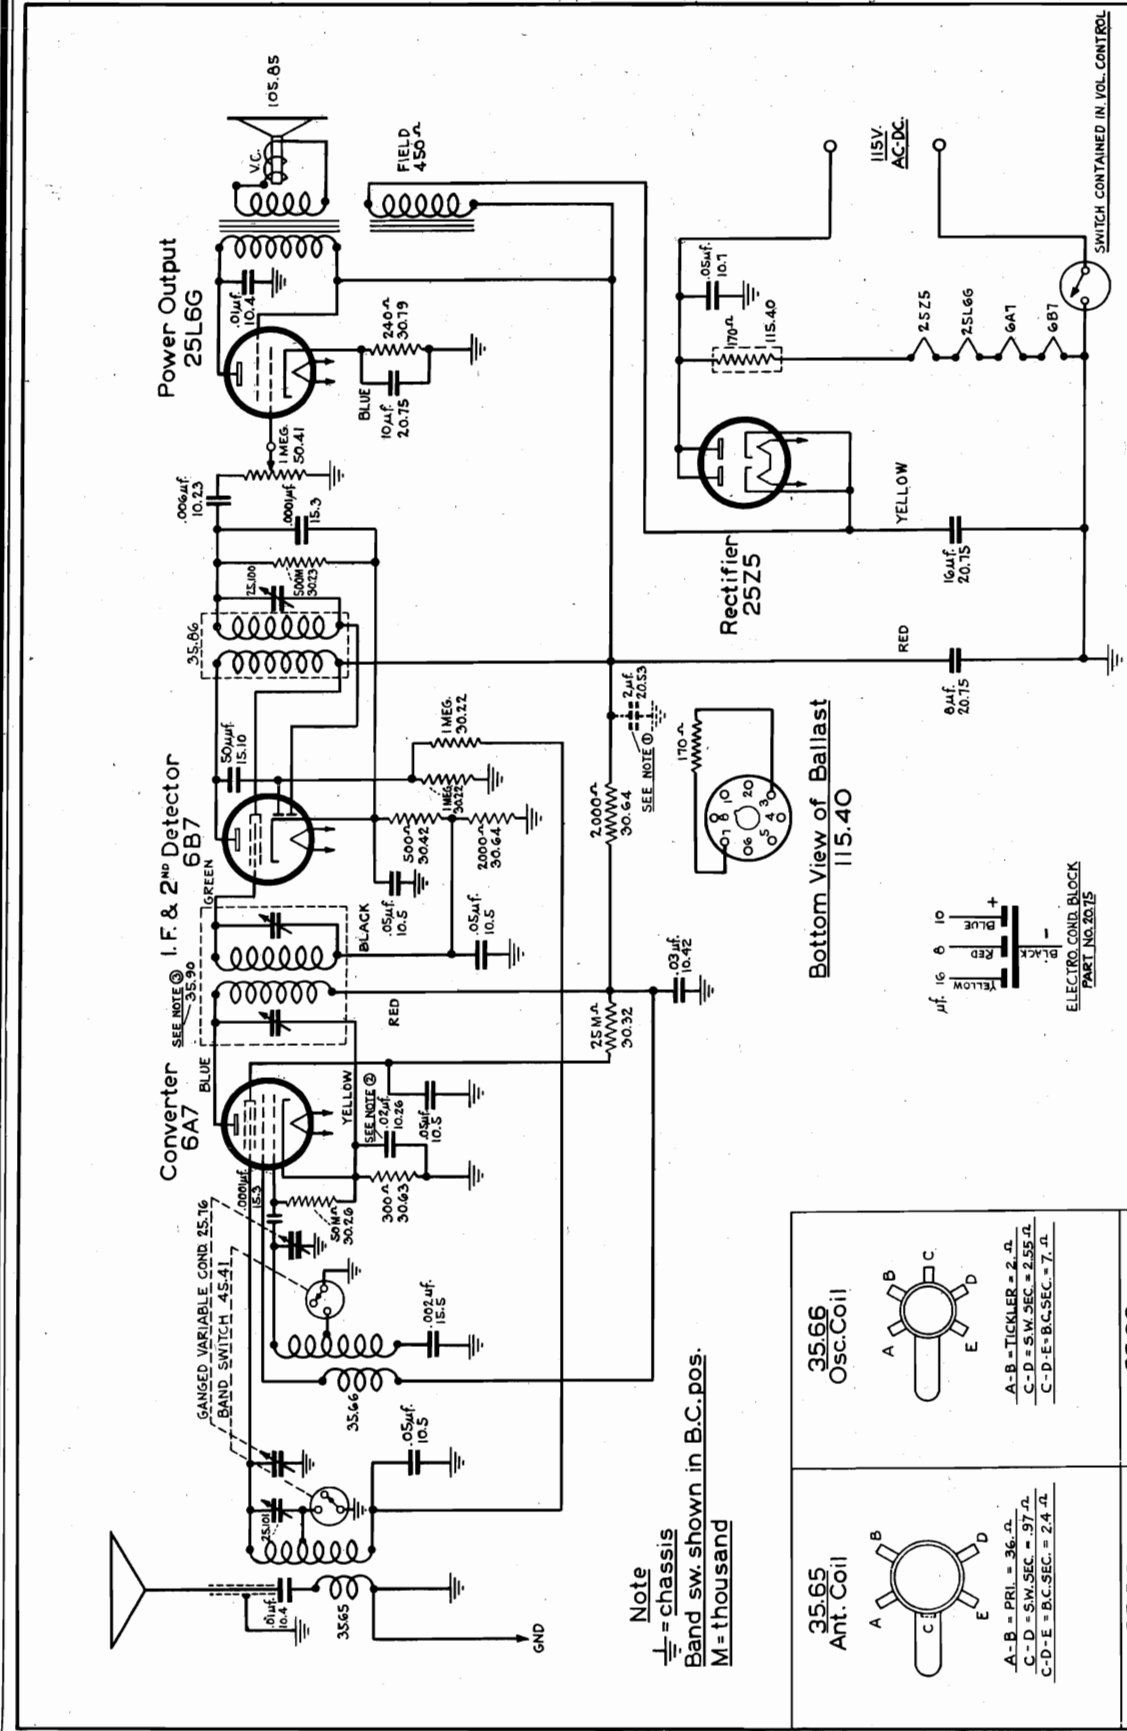 Converter
6A7
I.F. & 2ND Detector
6B7
Power Output
25L6G
GANGED VARIABLE COND. 25.76
BAND SWITCH 45.41
SEE NOTE ③
35.90
BLUE
GREEN
35.86
.01µf.
10.4
35.65
GND
25.101
.05µf.
10.5
35.66
.002µf.
15.5
.0001µf.
15.3
50MΩ
30.26
300Ω
30.63
YELLOW
SEE NOTE ②
.02µf.
10.26
.05µf.
10.5
RED
BLACK
.05µf.
10.5
.05µf.
10.5
500Ω
30.42
2000Ω
30.64
50µµf.
15.10
1 MEG.
30.22
1 MEG.
30.22
25.100
500M
30.23
.0001µf
15.3
.006µf.
10.23
1 MEG.
50.41
BLUE
10µf.
20.75
240Ω
30.79
.01µf.
10.4
V.C.
105.85
FIELD
450Ω
25MΩ
30.32
.03µf.
10.42
2000Ω
30.64
2µf.
20.53
SEE NOTE ①
Rectifier
25Z5
.05µf.
10.7
170Ω
115.40
115V.
AC-DC.
25Z5
25L6G
6A7
6B7
SWITCH CONTAINED IN VOL. CONTROL
RED
YELLOW
8µf.
20.75
16µf.
20.75
170Ω
8
1
20
3
4
5
6
7
Bottom View of Ballast
115.40
µf. 16 8 10
YELLOW
RED
BLUE
+
BLACK
–
ELECTRO. COND. BLOCK
PART NO. 20.75
Note
= chassis
Band sw. shown in B.C. pos.
M = thousand
35.65
Ant. Coil
A
B
C
D
E
A-B = PRI. = 36. Ω
C-D = S.W. SEC. = .97 Ω
C-D-E = B.C. SEC. = 2.4 Ω
35.66
Osc. Coil
A
B
C
D
E
A-B = TICKLER = 2. Ω
C-D = S.W. SEC. = 2.55 Ω
C-D-E = B.C. SEC. = 7. Ω